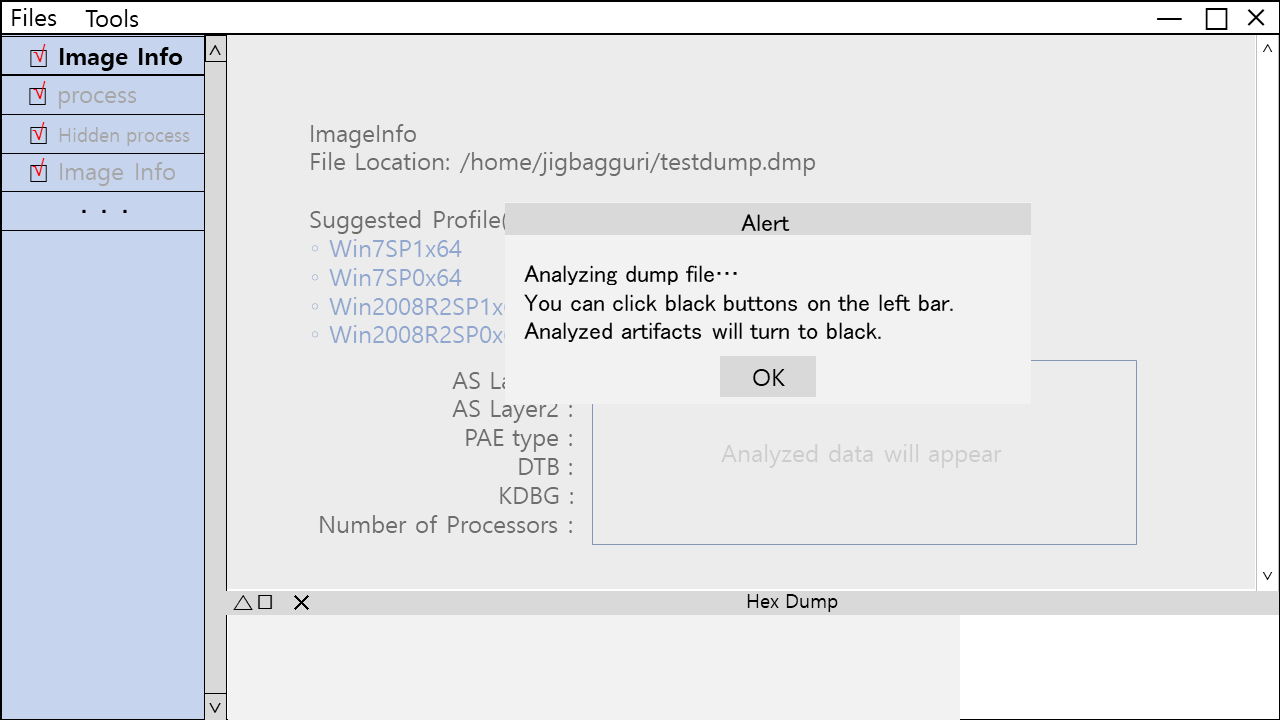 Files Tools
Image Info
process
Hidden process
Image Info
. . .
ImageInfo
File Location: /home/jigbagguri/testdump.dmp
Suggested Profile(
◦ Win7SP1x64
◦ Win7SP0x64
◦ Win2008R2SP1x
◦ Win2008R2SP0x
Alert
Analyzing dump file…
You can click black buttons on the left bar.
Analyzed artifacts will turn to black.
OK
AS La
AS Layer2 :
PAE type :
DTB :
KDBG :
Number of Processors :
Analyzed data will appear
Hex Dump